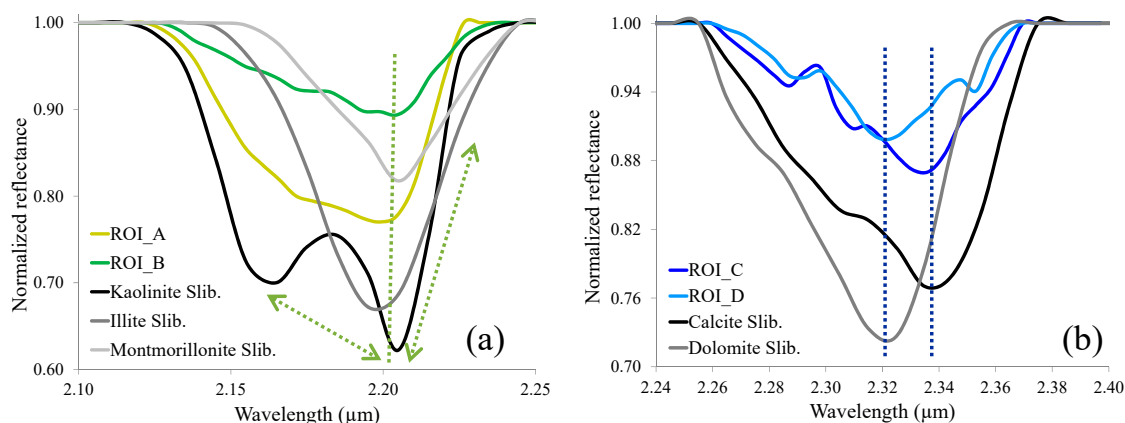 Normalized reflectance
1.00
0.90
0.80
0.70
0.60
ROI_A
ROI_B
Kaolinite Slib.
Illite Slib.
Montmorillonite Slib.
(a)
2.10
2.15
2.20
2.25
Wavelength (µm)
Normalized reflectance
1.00
0.94
0.88
0.82
0.76
0.70
ROI_C
ROI_D
Calcite Slib.
Dolomite Slib.
(b)
2.24
2.26
2.28
2.30
2.32
2.34
2.36
2.38
2.40
Wavelength (µm)